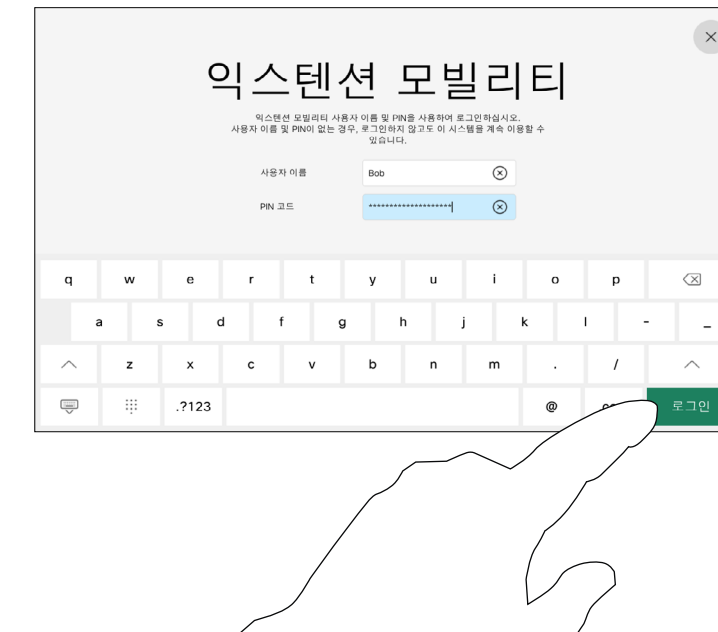 익스텐션 모빌리티
익스텐션 모빌리티 사용자 이름 및 PIN을 사용하여 로그인하십시오.
사용자 이름 및 PIN이 없는 경우, 로그인하지 않고도 이 시스템을 계속 이용할 수
있습니다.
사용자 이름 Bob
PIN 코드 ********************
q w e r t y u i o p
a s d f g h j k l - _
z x c v b n m . /
.?123 @ 로그인